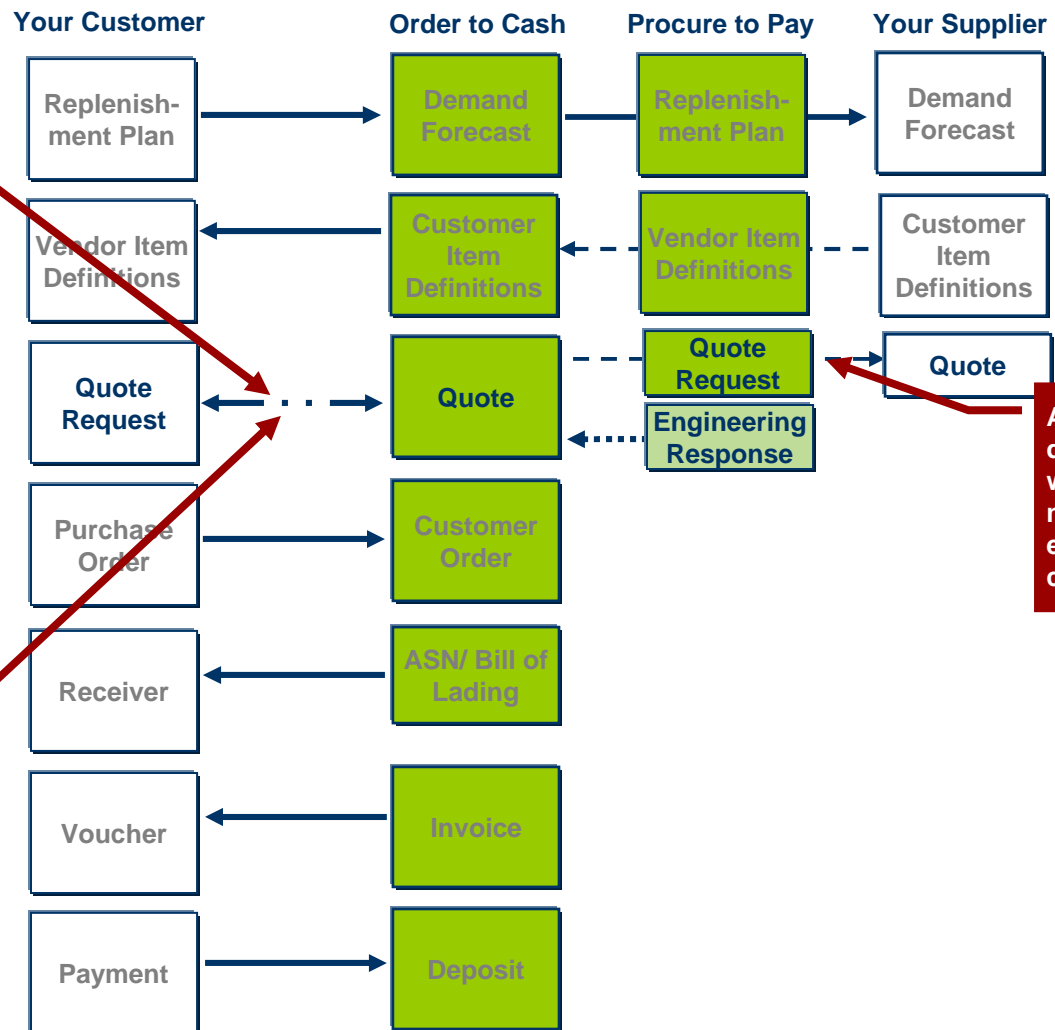 Your Customer
Order to Cash
Procure to Pay
Your Supplier
Replenish-
ment Plan
Demand
Forecast
Replenish-
ment Plan
Demand
Forecast
Vendor Item
Definitions
Customer
Item
Definitions
Vendor Item
Definitions
Customer
Item
Definitions
Quote
Request
Quote
Quote
Request
Quote
Engineering
Response
Purchase
Order
Customer
Order
Receiver
ASN/ Bill of
Lading
Voucher
Invoice
Payment
Deposit